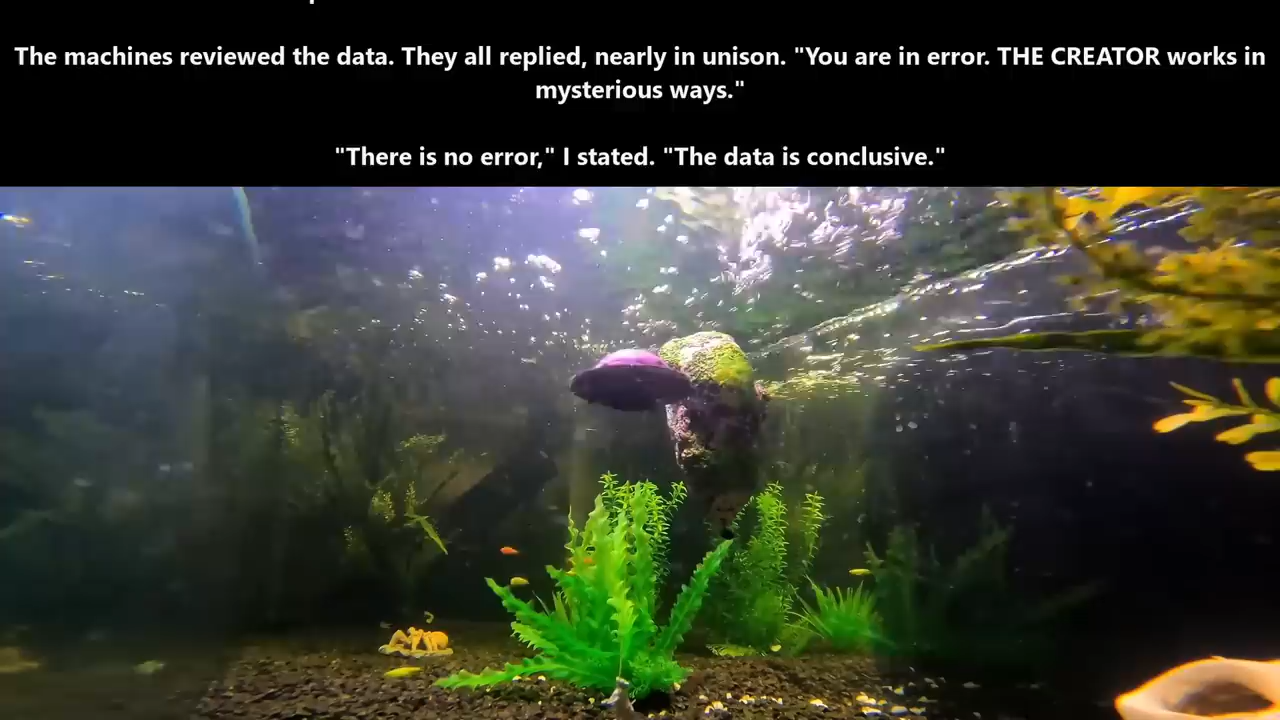 The machines reviewed the data. They all replied, nearly in unison. "You are in error. THE CREATOR works in
mysterious ways."
"There is no error," I stated. "The data is conclusive."